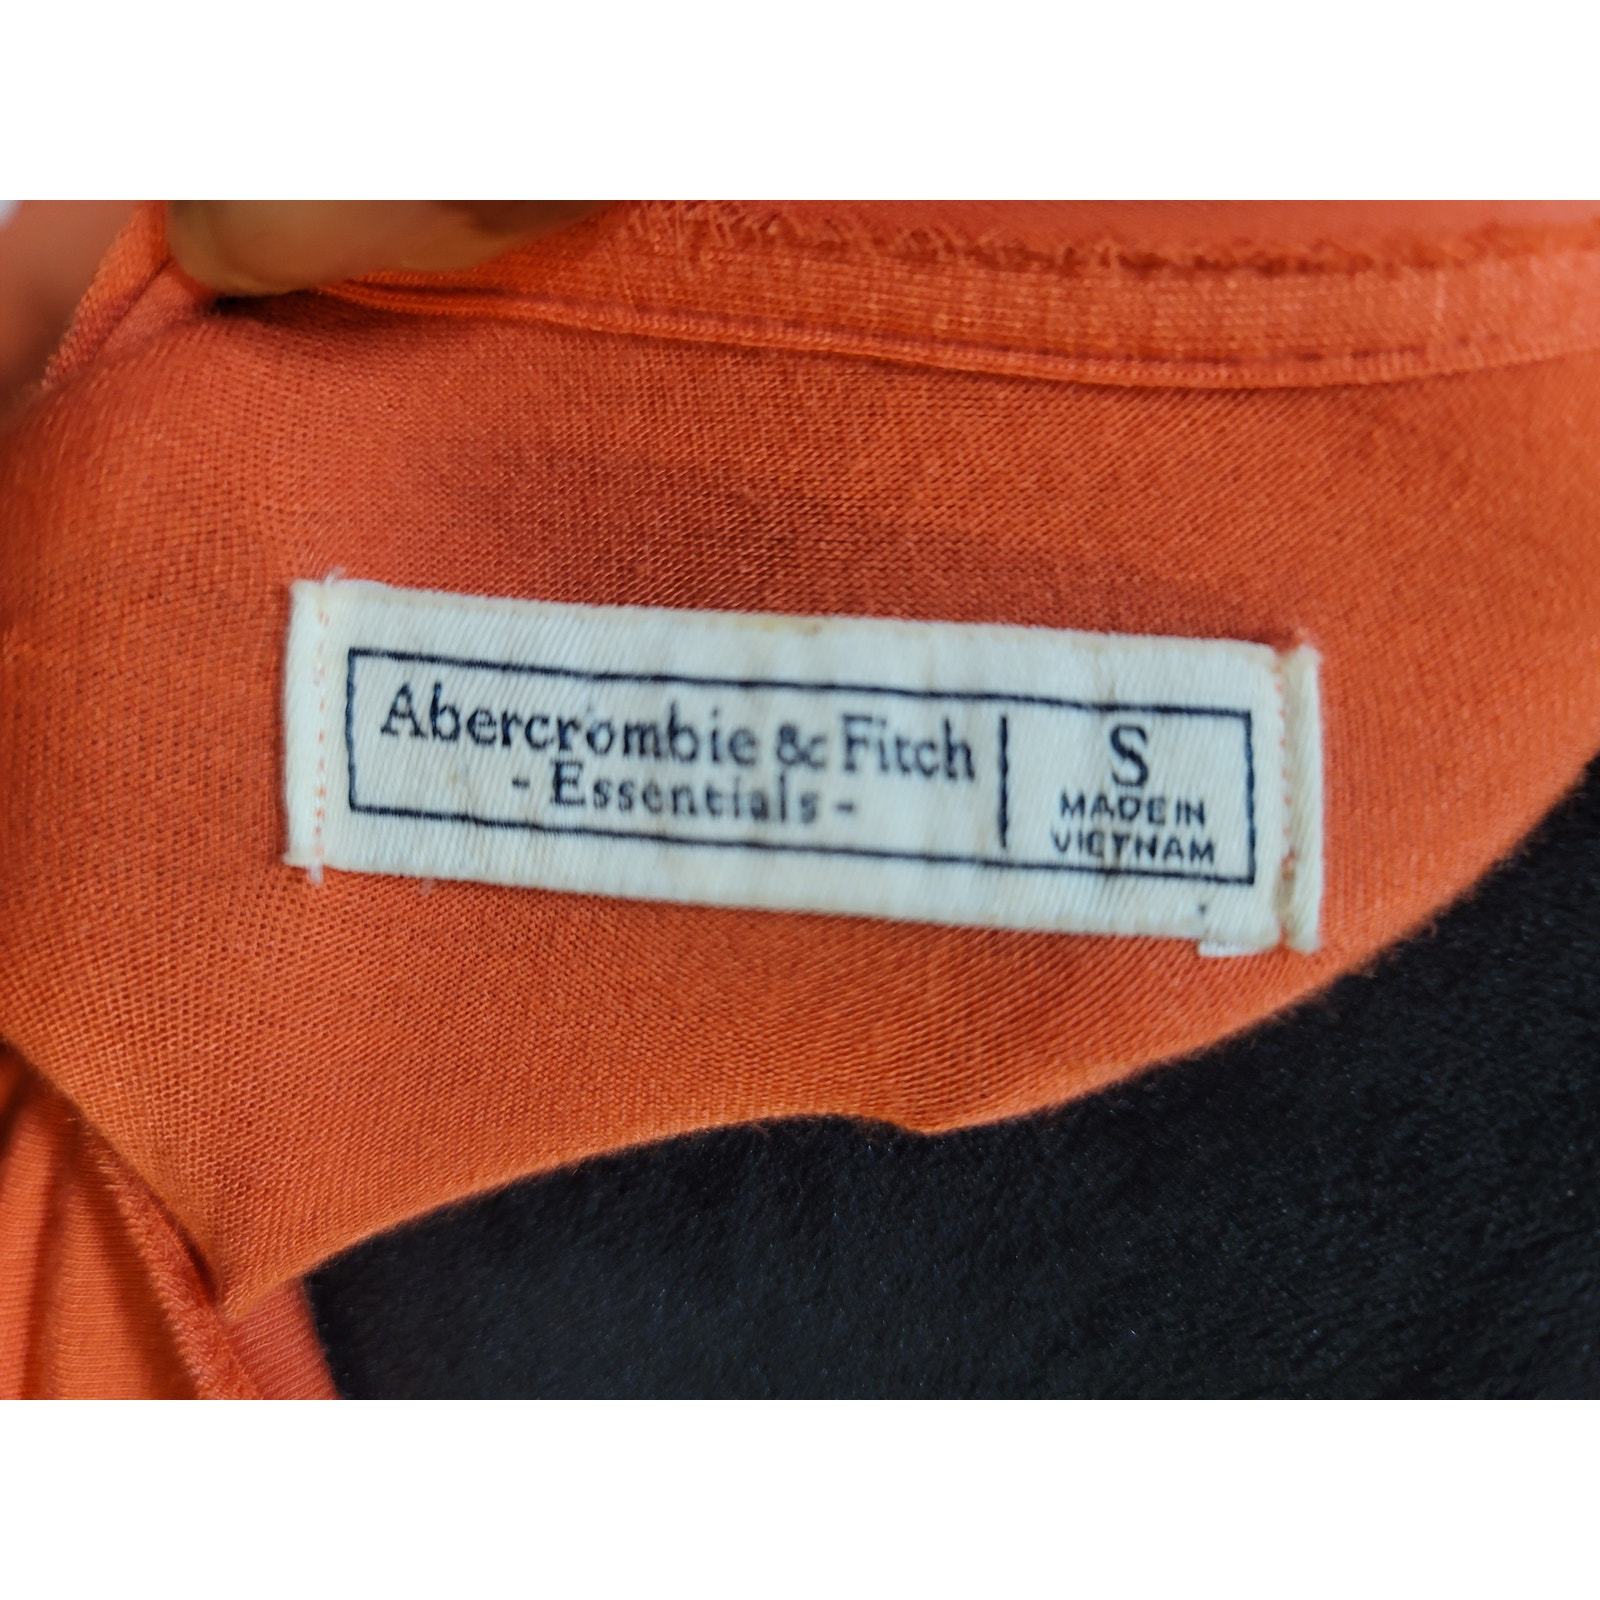 Abercrombie & Fitch
- Essentials -
S
MADE IN
VIETNAM